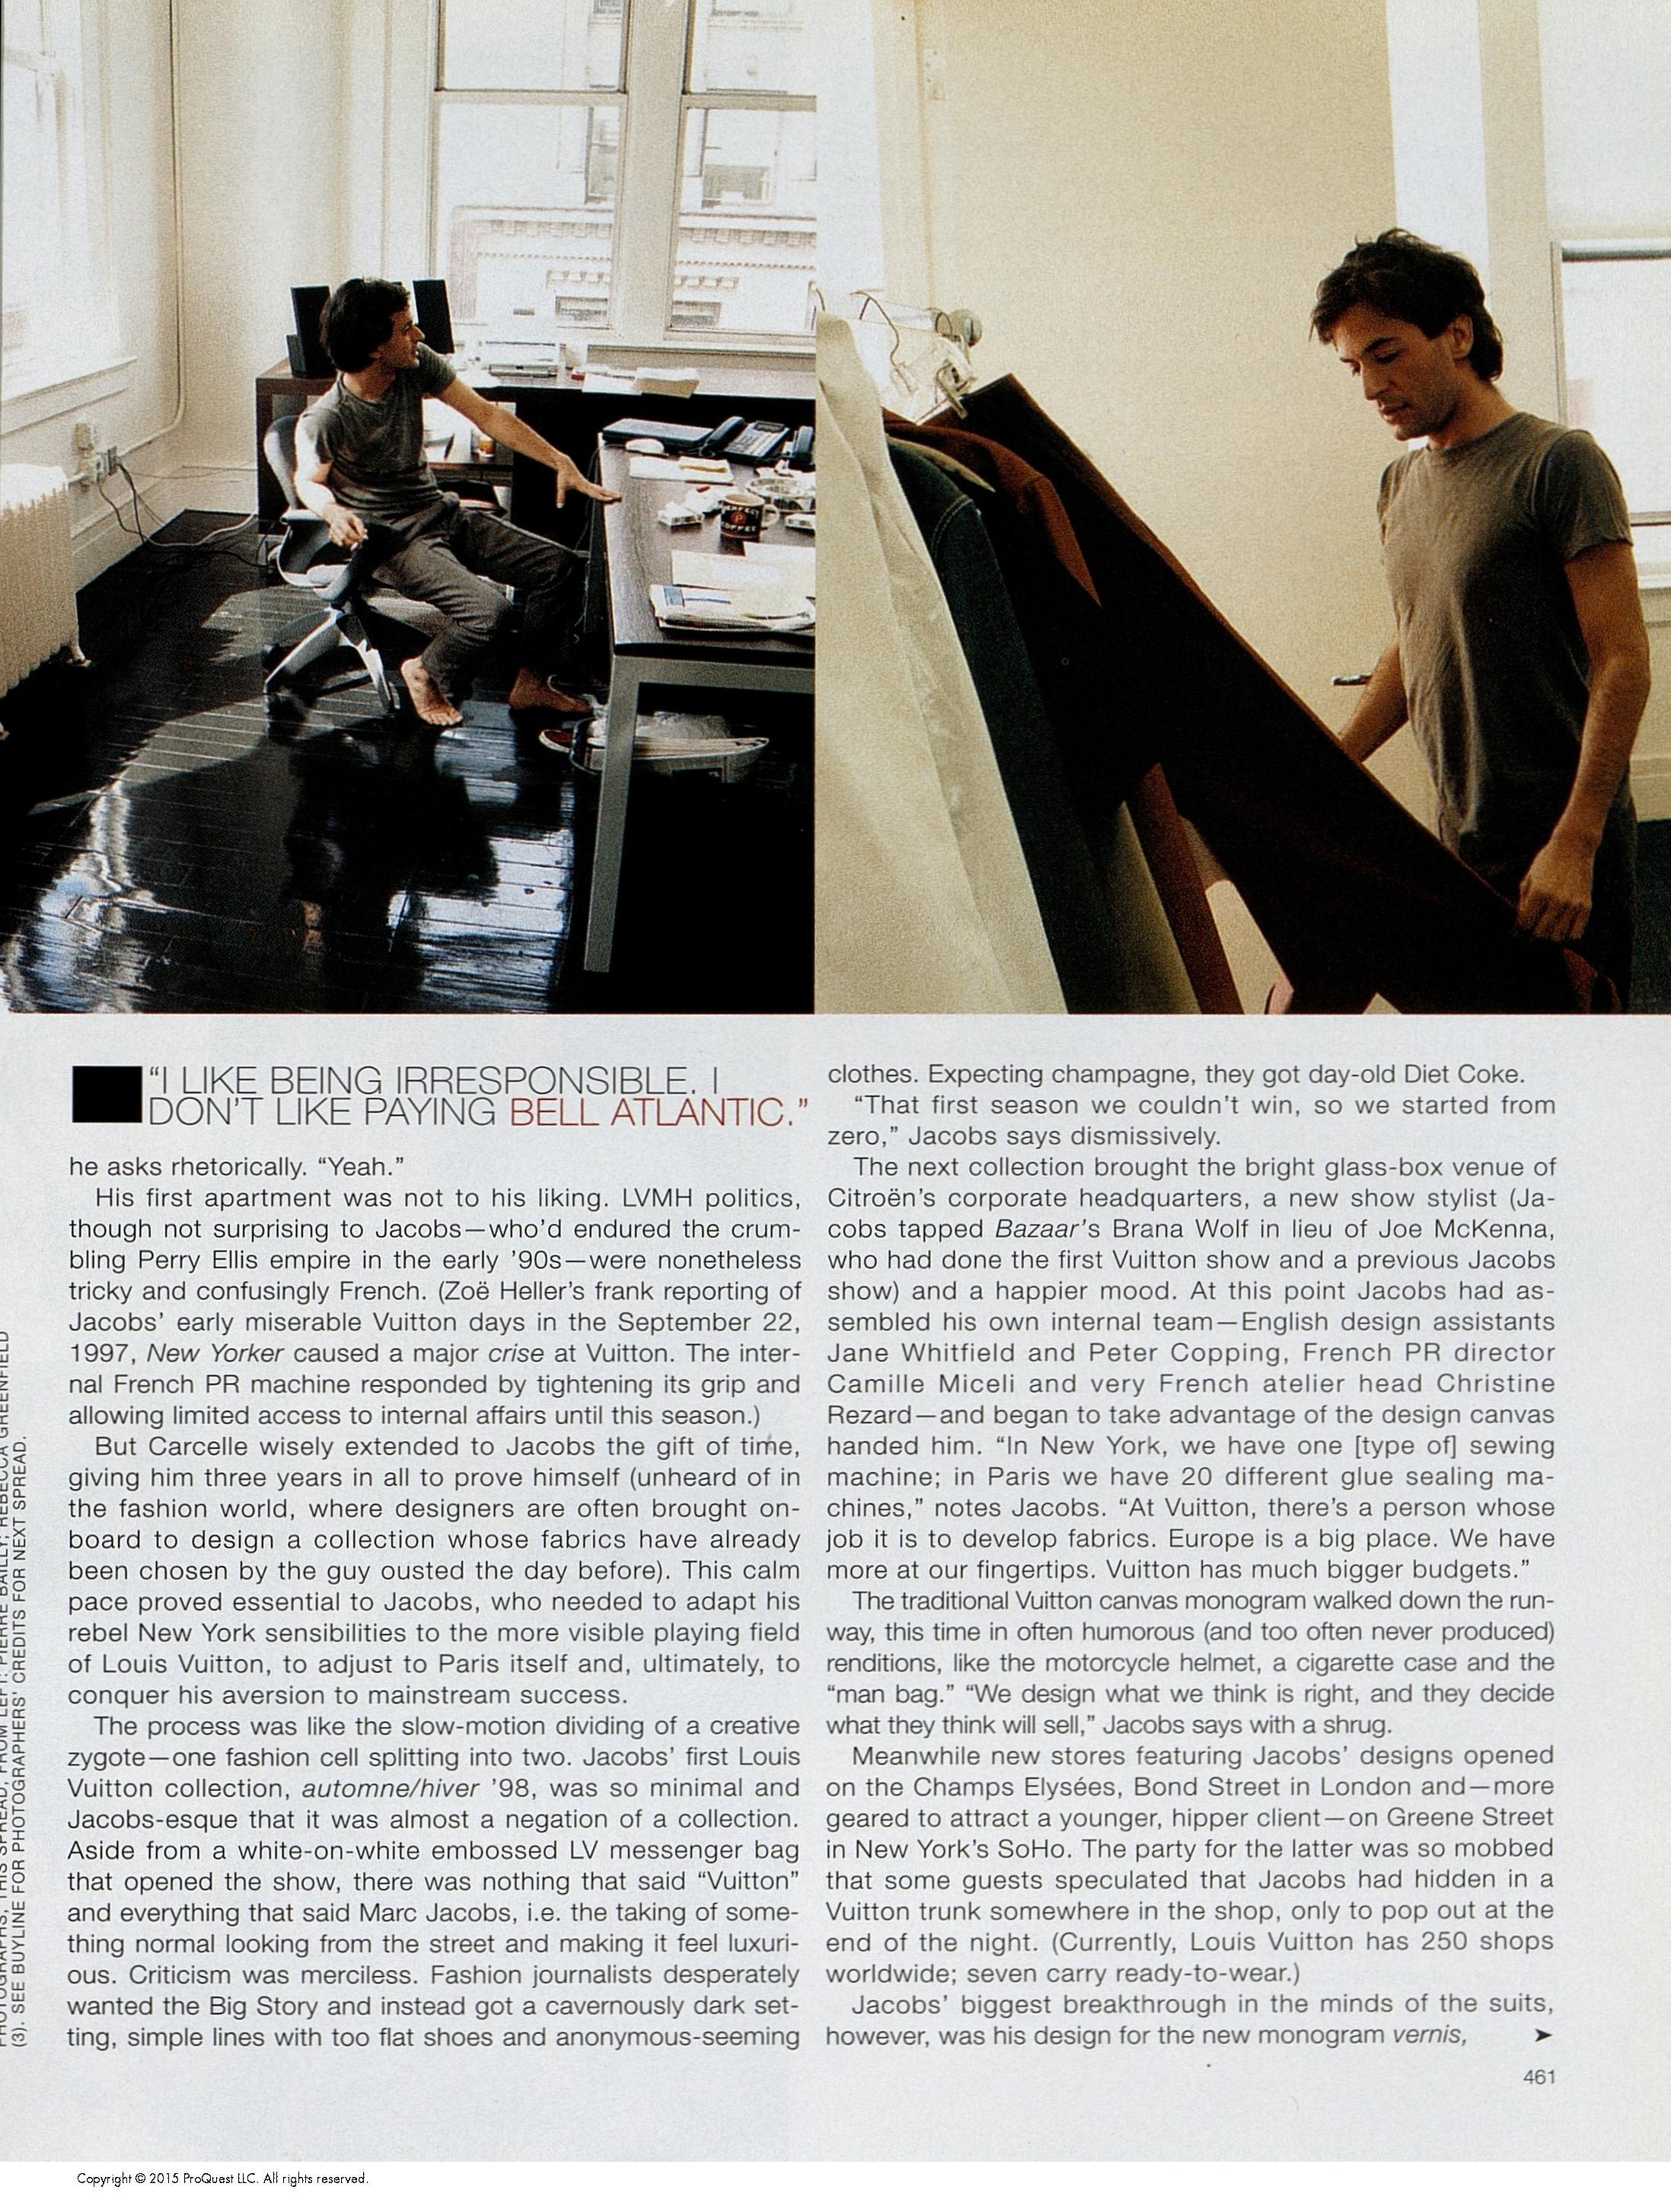 PERFECT
COFFEE
"I LIKE BEING IRRESPONSIBLE. I
DON'T LIKE PAYING BELL ATLANTIC."
he asks rhetorically. "Yeah."
His first apartment was not to his liking. LVMH politics,
though not surprising to Jacobs—who'd endured the crum-
bling Perry Ellis empire in the early '90s—were nonetheless
tricky and confusingly French. (Zoë Heller's frank reporting of
Jacobs' early miserable Vuitton days in the September 22,
1997, New Yorker caused a major crise at Vuitton. The inter-
nal French PR machine responded by tightening its grip and
allowing limited access to internal affairs until this season.)
But Carcelle wisely extended to Jacobs the gift of time,
giving him three years in all to prove himself (unheard of in
the fashion world, where designers are often brought on-
board to design a collection whose fabrics have already
been chosen by the guy ousted the day before). This calm
pace proved essential to Jacobs, who needed to adapt his
rebel New York sensibilities to the more visible playing field
of Louis Vuitton, to adjust to Paris itself and, ultimately, to
conquer his aversion to mainstream success.
The process was like the slow-motion dividing of a creative
zygote—one fashion cell splitting into two. Jacobs' first Louis
Vuitton collection, automne/hiver '98, was so minimal and
Jacobs-esque that it was almost a negation of a collection.
Aside from a white-on-white embossed LV messenger bag
that opened the show, there was nothing that said "Vuitton"
and everything that said Marc Jacobs, i.e. the taking of some-
thing normal looking from the street and making it feel luxuri-
ous. Criticism was merciless. Fashion journalists desperately
wanted the Big Story and instead got a cavernously dark set-
ting, simple lines with too flat shoes and anonymous-seeming
clothes. Expecting champagne, they got day-old Diet Coke.
"That first season we couldn't win, so we started from
zero," Jacobs says dismissively.
The next collection brought the bright glass-box venue of
Citroën's corporate headquarters, a new show stylist (Ja-
cobs tapped Bazaar's Brana Wolf in lieu of Joe McKenna,
who had done the first Vuitton show and a previous Jacobs
show) and a happier mood. At this point Jacobs had as-
sembled his own internal team—English design assistants
Jane Whitfield and Peter Copping, French PR director
Camille Miceli and very French atelier head Christine
Rezard—and began to take advantage of the design canvas
handed him. "In New York, we have one [type of] sewing
machine; in Paris we have 20 different glue sealing ma-
chines," notes Jacobs. "At Vuitton, there's a person whose
job it is to develop fabrics. Europe is a big place. We have
more at our fingertips. Vuitton has much bigger budgets."
The traditional Vuitton canvas monogram walked down the run-
way, this time in often humorous (and too often never produced)
renditions, like the motorcycle helmet, a cigarette case and the
"man bag." "We design what we think is right, and they decide
what they think will sell," Jacobs says with a shrug.
Meanwhile new stores featuring Jacobs' designs opened
on the Champs Elysées, Bond Street in London and—more
geared to attract a younger, hipper client—on Greene Street
in New York's SoHo. The party for the latter was so mobbed
that some guests speculated that Jacobs had hidden in a
Vuitton trunk somewhere in the shop, only to pop out at the
end of the night. (Currently, Louis Vuitton has 250 shops
worldwide; seven carry ready-to-wear.)
Jacobs' biggest breakthrough in the minds of the suits,
however, was his design for the new monogram vernis, ➤
461
PHOTOGRAPHS, THIS SPREAD, FROM LEFT: PIERRE BAILLY; REBECCA GREENFIELD
(3). SEE BUYLINE FOR PHOTOGRAPHERS' CREDITS FOR NEXT SPREAD.
Copyright © 2015 ProQuest LLC. All rights reserved.